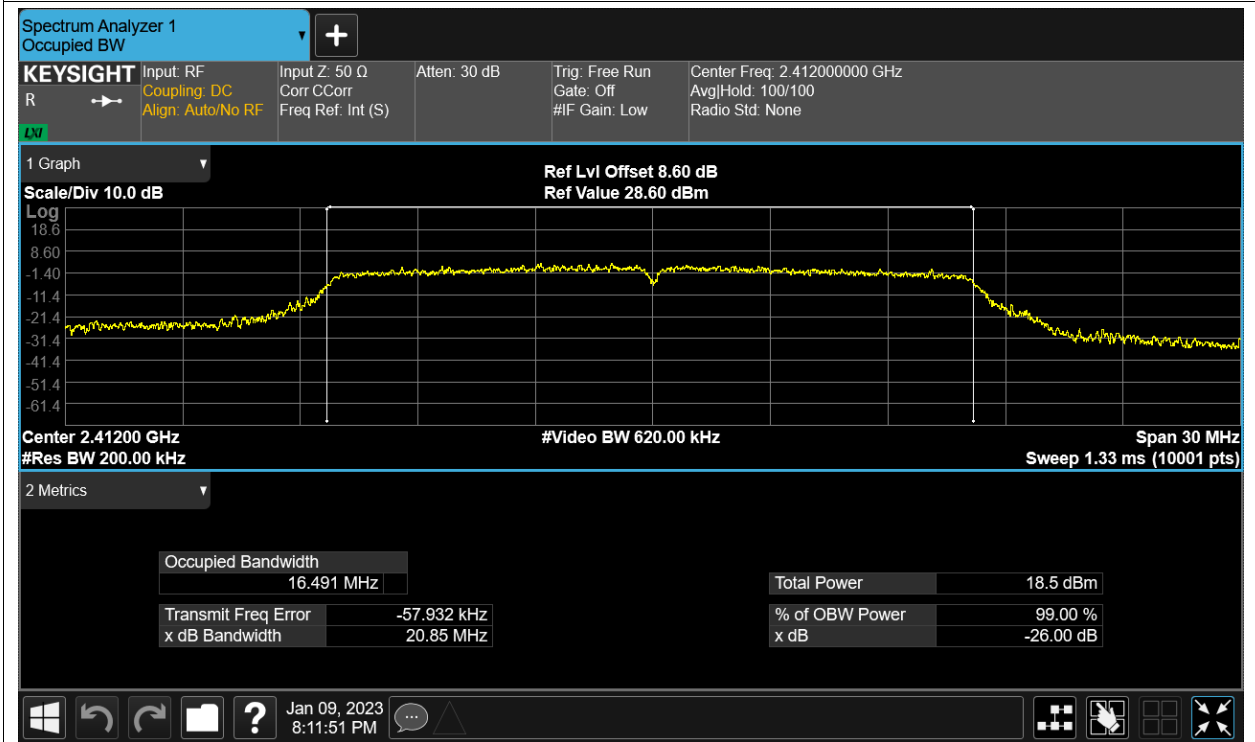 Spectrum Analyzer 1
Occupied BW
KEYSIGHT
R
LXI
Input: RF
Coupling: DC
Align: Auto/No RF
Input Z: 50 Ω
Corr CCorr
Freq Ref: Int (S)
Atten: 30 dB
Trig: Free Run
Gate: Off
#IF Gain: Low
Center Freq: 2.412000000 GHz
Avg|Hold: 100/100
Radio Std: None
1 Graph
Scale/Div 10.0 dB
Ref Lvl Offset 8.60 dB
Ref Value 28.60 dBm
Log
18.6
8.60
-1.40
-11.4
-21.4
-31.4
-41.4
-51.4
-61.4
Center 2.41200 GHz
#Video BW 620.00 kHz
Span 30 MHz
#Res BW 200.00 kHz
Sweep 1.33 ms (10001 pts)
2 Metrics
Occupied Bandwidth
16.491 MHz
Total Power 18.5 dBm
Transmit Freq Error -57.932 kHz
% of OBW Power 99.00 %
x dB Bandwidth 20.85 MHz
x dB -26.00 dB
?
Jan 09, 2023
8:11:51 PM